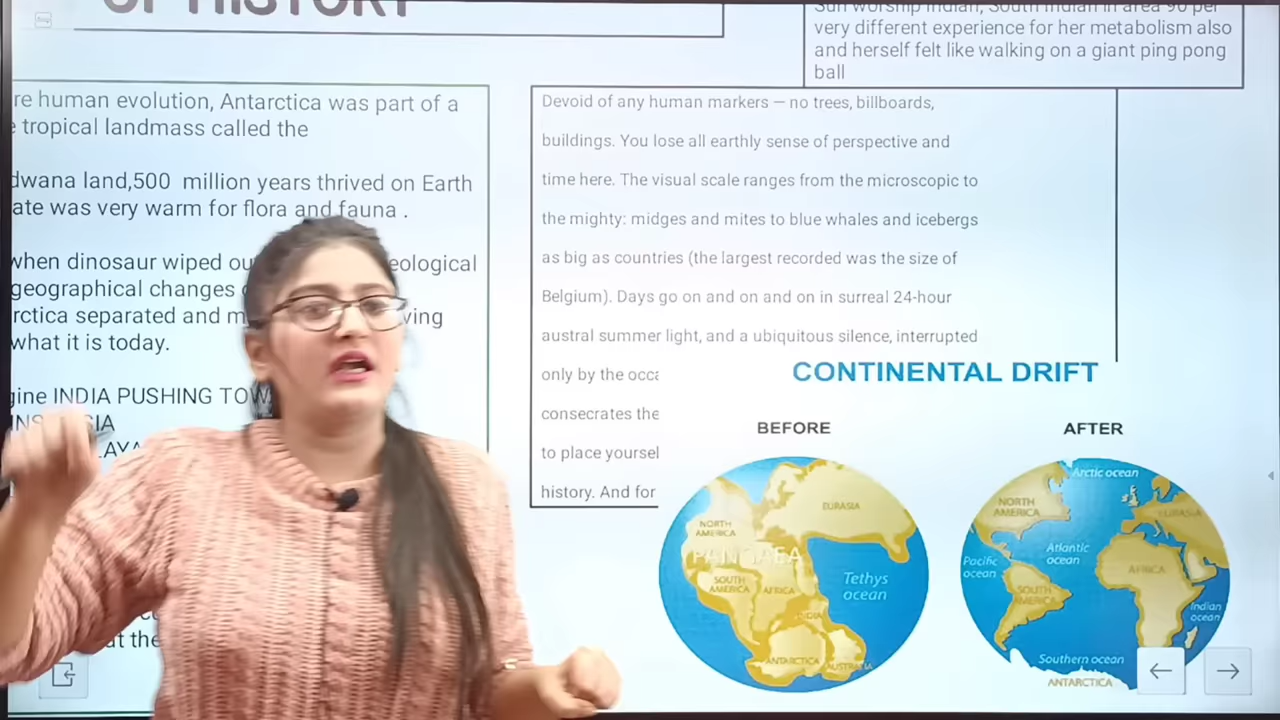 OF HISTORY
Sun worship Indian, South Indian in area 90 per
very different experience for her metabolism also
and herself felt like walking on a giant ping pong
ball
re human evolution, Antarctica was part of a
tropical landmass called the
dwana land,500 million years thrived on Earth
ate was very warm for flora and fauna .
when dinosaur wiped ou eological
geographical changes
rctica separated and m ving
what it is today.
gine INDIA PUSHING TOW
at the
Devoid of any human markers — no trees, billboards,
buildings. You lose all earthly sense of perspective and
time here. The visual scale ranges from the microscopic to
the mighty: midges and mites to blue whales and icebergs
as big as countries (the largest recorded was the size of
Belgium). Days go on and on and on in surreal 24-hour
austral summer light, and a ubiquitous silence, interrupted
only by the occa
consecrates the
to place yoursel
history. And for
CONTINENTAL DRIFT
BEFORE
NORTH
AMERICA
EURASIA
PANGAEA
SOUTH
AMERICA
AFRICA
INDIA
Tethys
ocean
ANTARCTICA
AUSTRALIA
AFTER
Arctic ocean
NORTH
AMERICA
EURASIA
Atlantic
ocean
Pacific
ocean
AFRICA
SOUTH
AMERICA
Indian
ocean
Southern ocean
ANTARCTICA